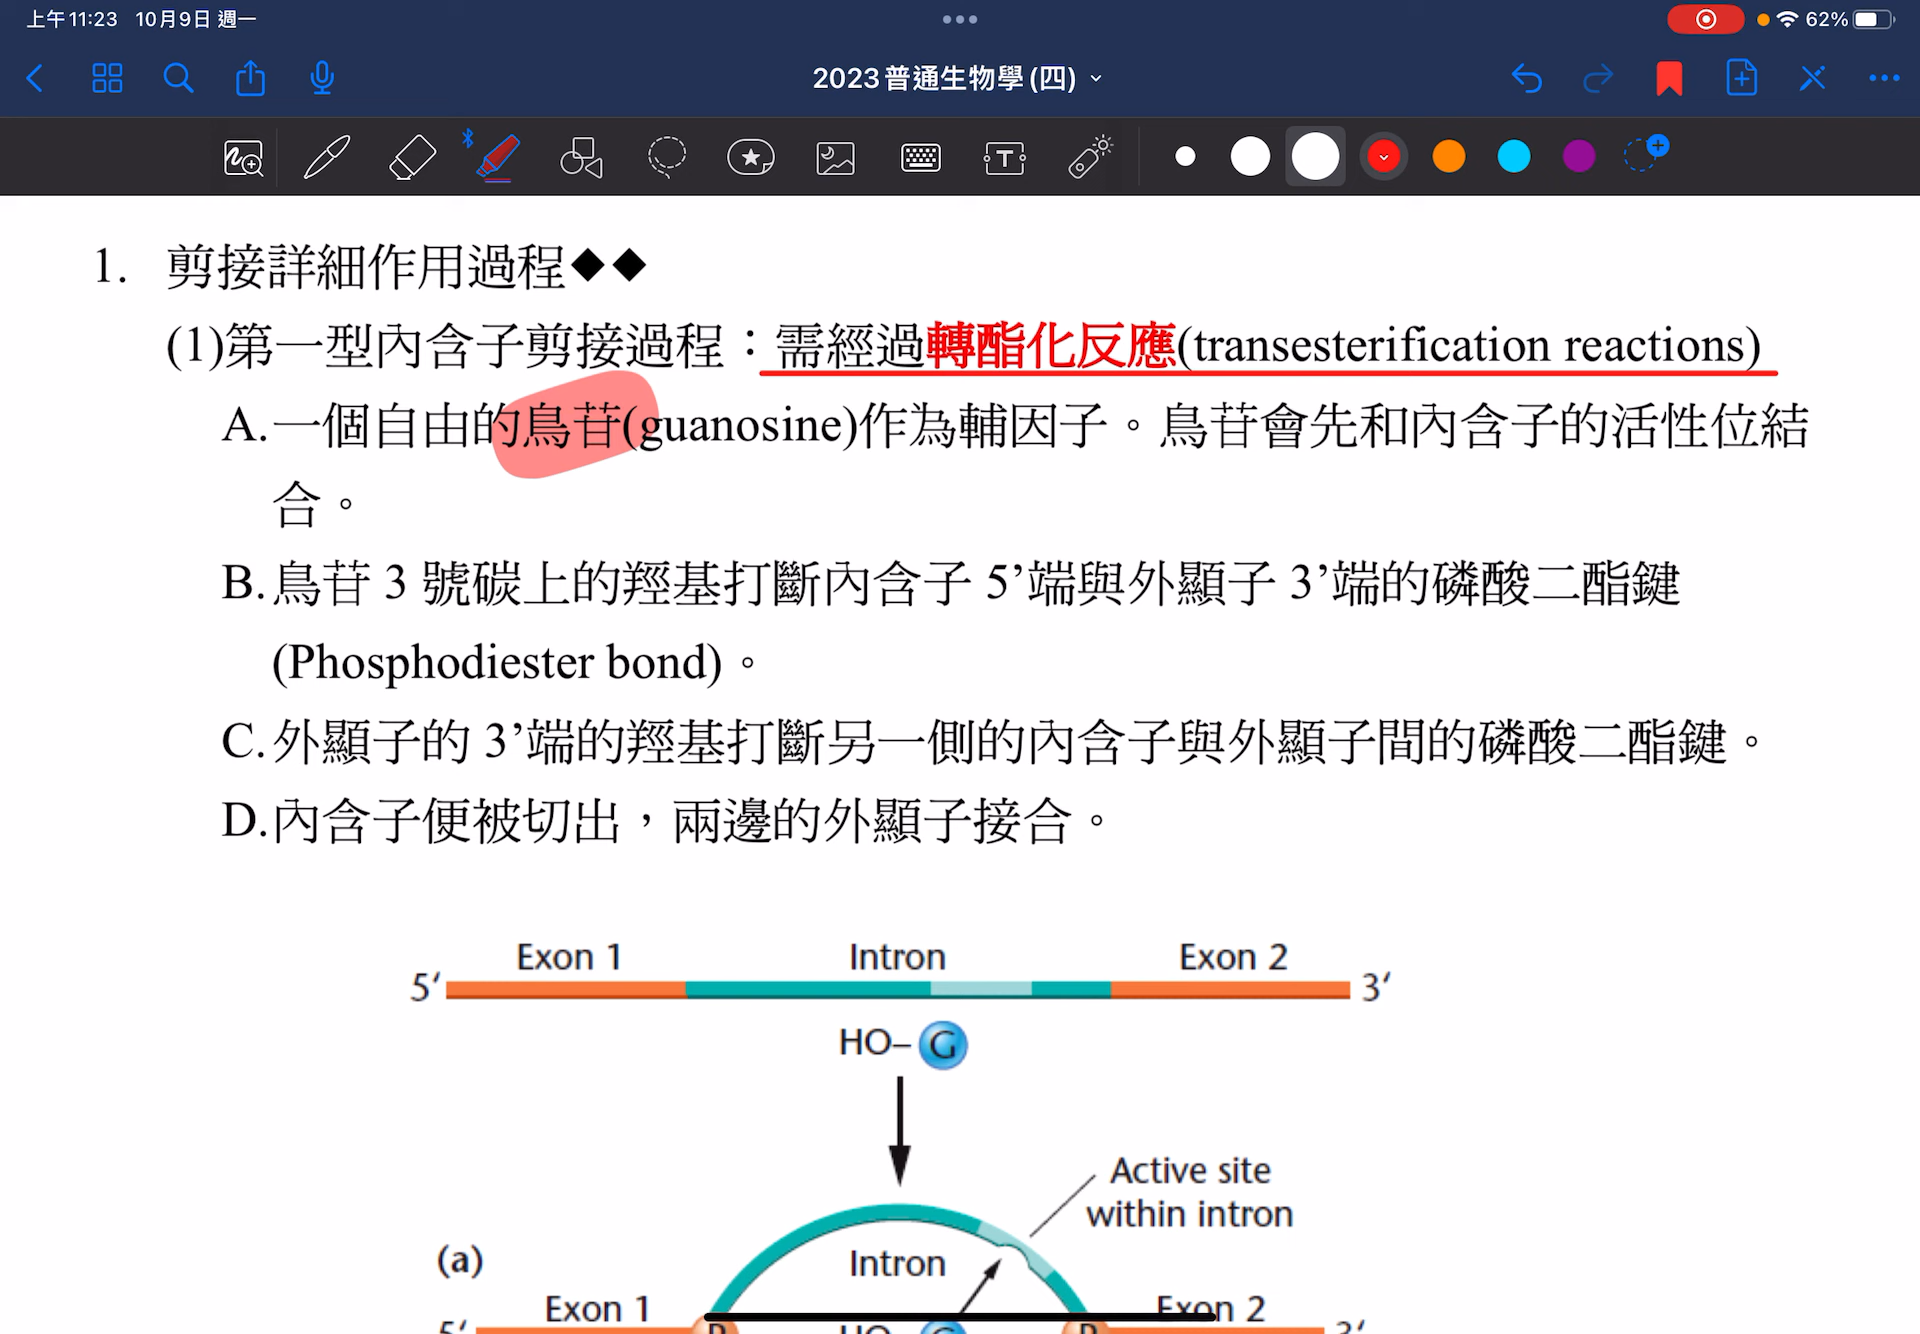 上午11:23 10月9日 週一
62%
2023普通生物學(四)
1. 剪接詳細作用過程◆◆
(1)第一型內含子剪接過程：需經過轉酯化反應(transesterification reactions)
A.一個自由的鳥苷(guanosine)作為輔因子。鳥苷會先和內含子的活性位結
合。
B.鳥苷 3 號碳上的羥基打斷內含子 5’端與外顯子 3’端的磷酸二酯鍵
(Phosphodiester bond)。
C.外顯子的 3’端的羥基打斷另一側的內含子與外顯子間的磷酸二酯鍵。
D.內含子便被切出，兩邊的外顯子接合。
Exon 1 Intron Exon 2
5′ 3′
HO– G
Active site
within intron
(a)
Intron
Exon 1 Exon 2
5′ P HO– G P 3′